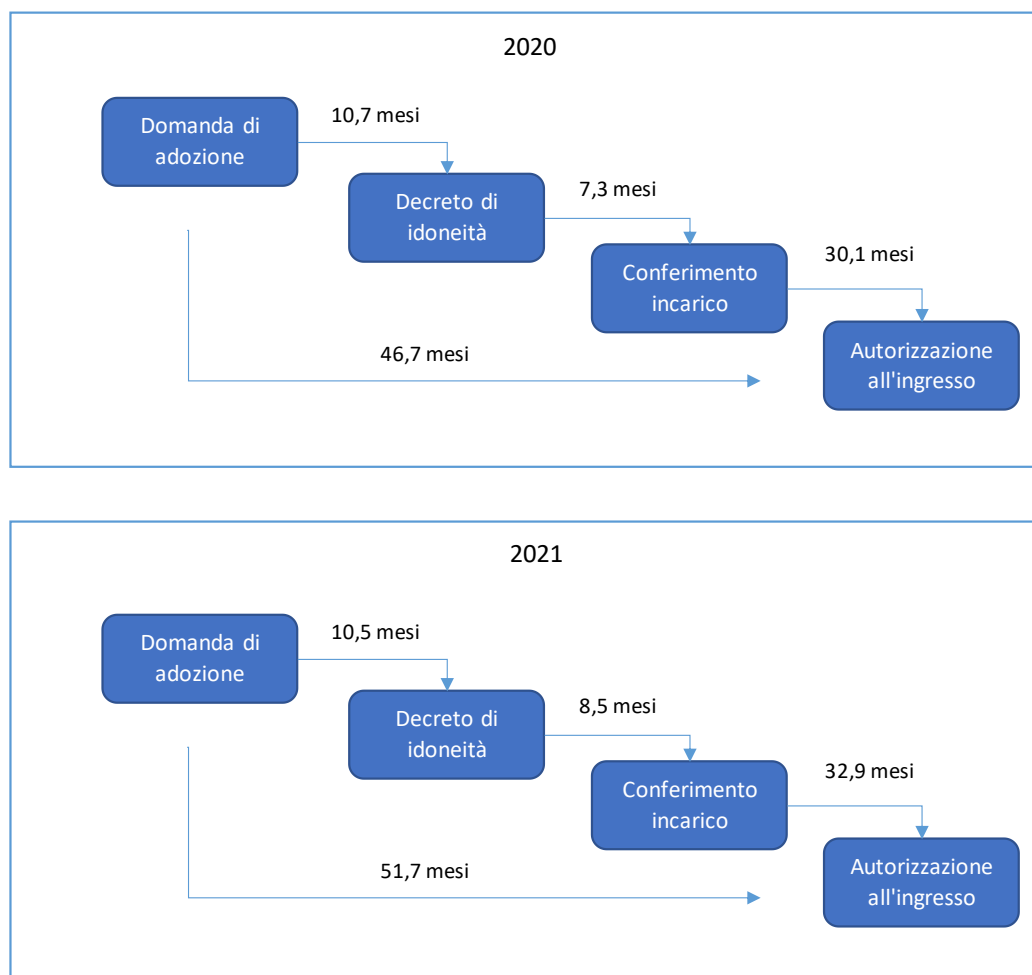 2020
10,7 mesi
Domanda di
adozione
7,3 mesi
Decreto di
idoneità
30,1 mesi
Conferimento
incarico
46,7 mesi
Autorizzazione
all'ingresso
2021
10,5 mesi
Domanda di
adozione
8,5 mesi
Decreto di
idoneità
32,9 mesi
Conferimento
incarico
51,7 mesi
Autorizzazione
all'ingresso